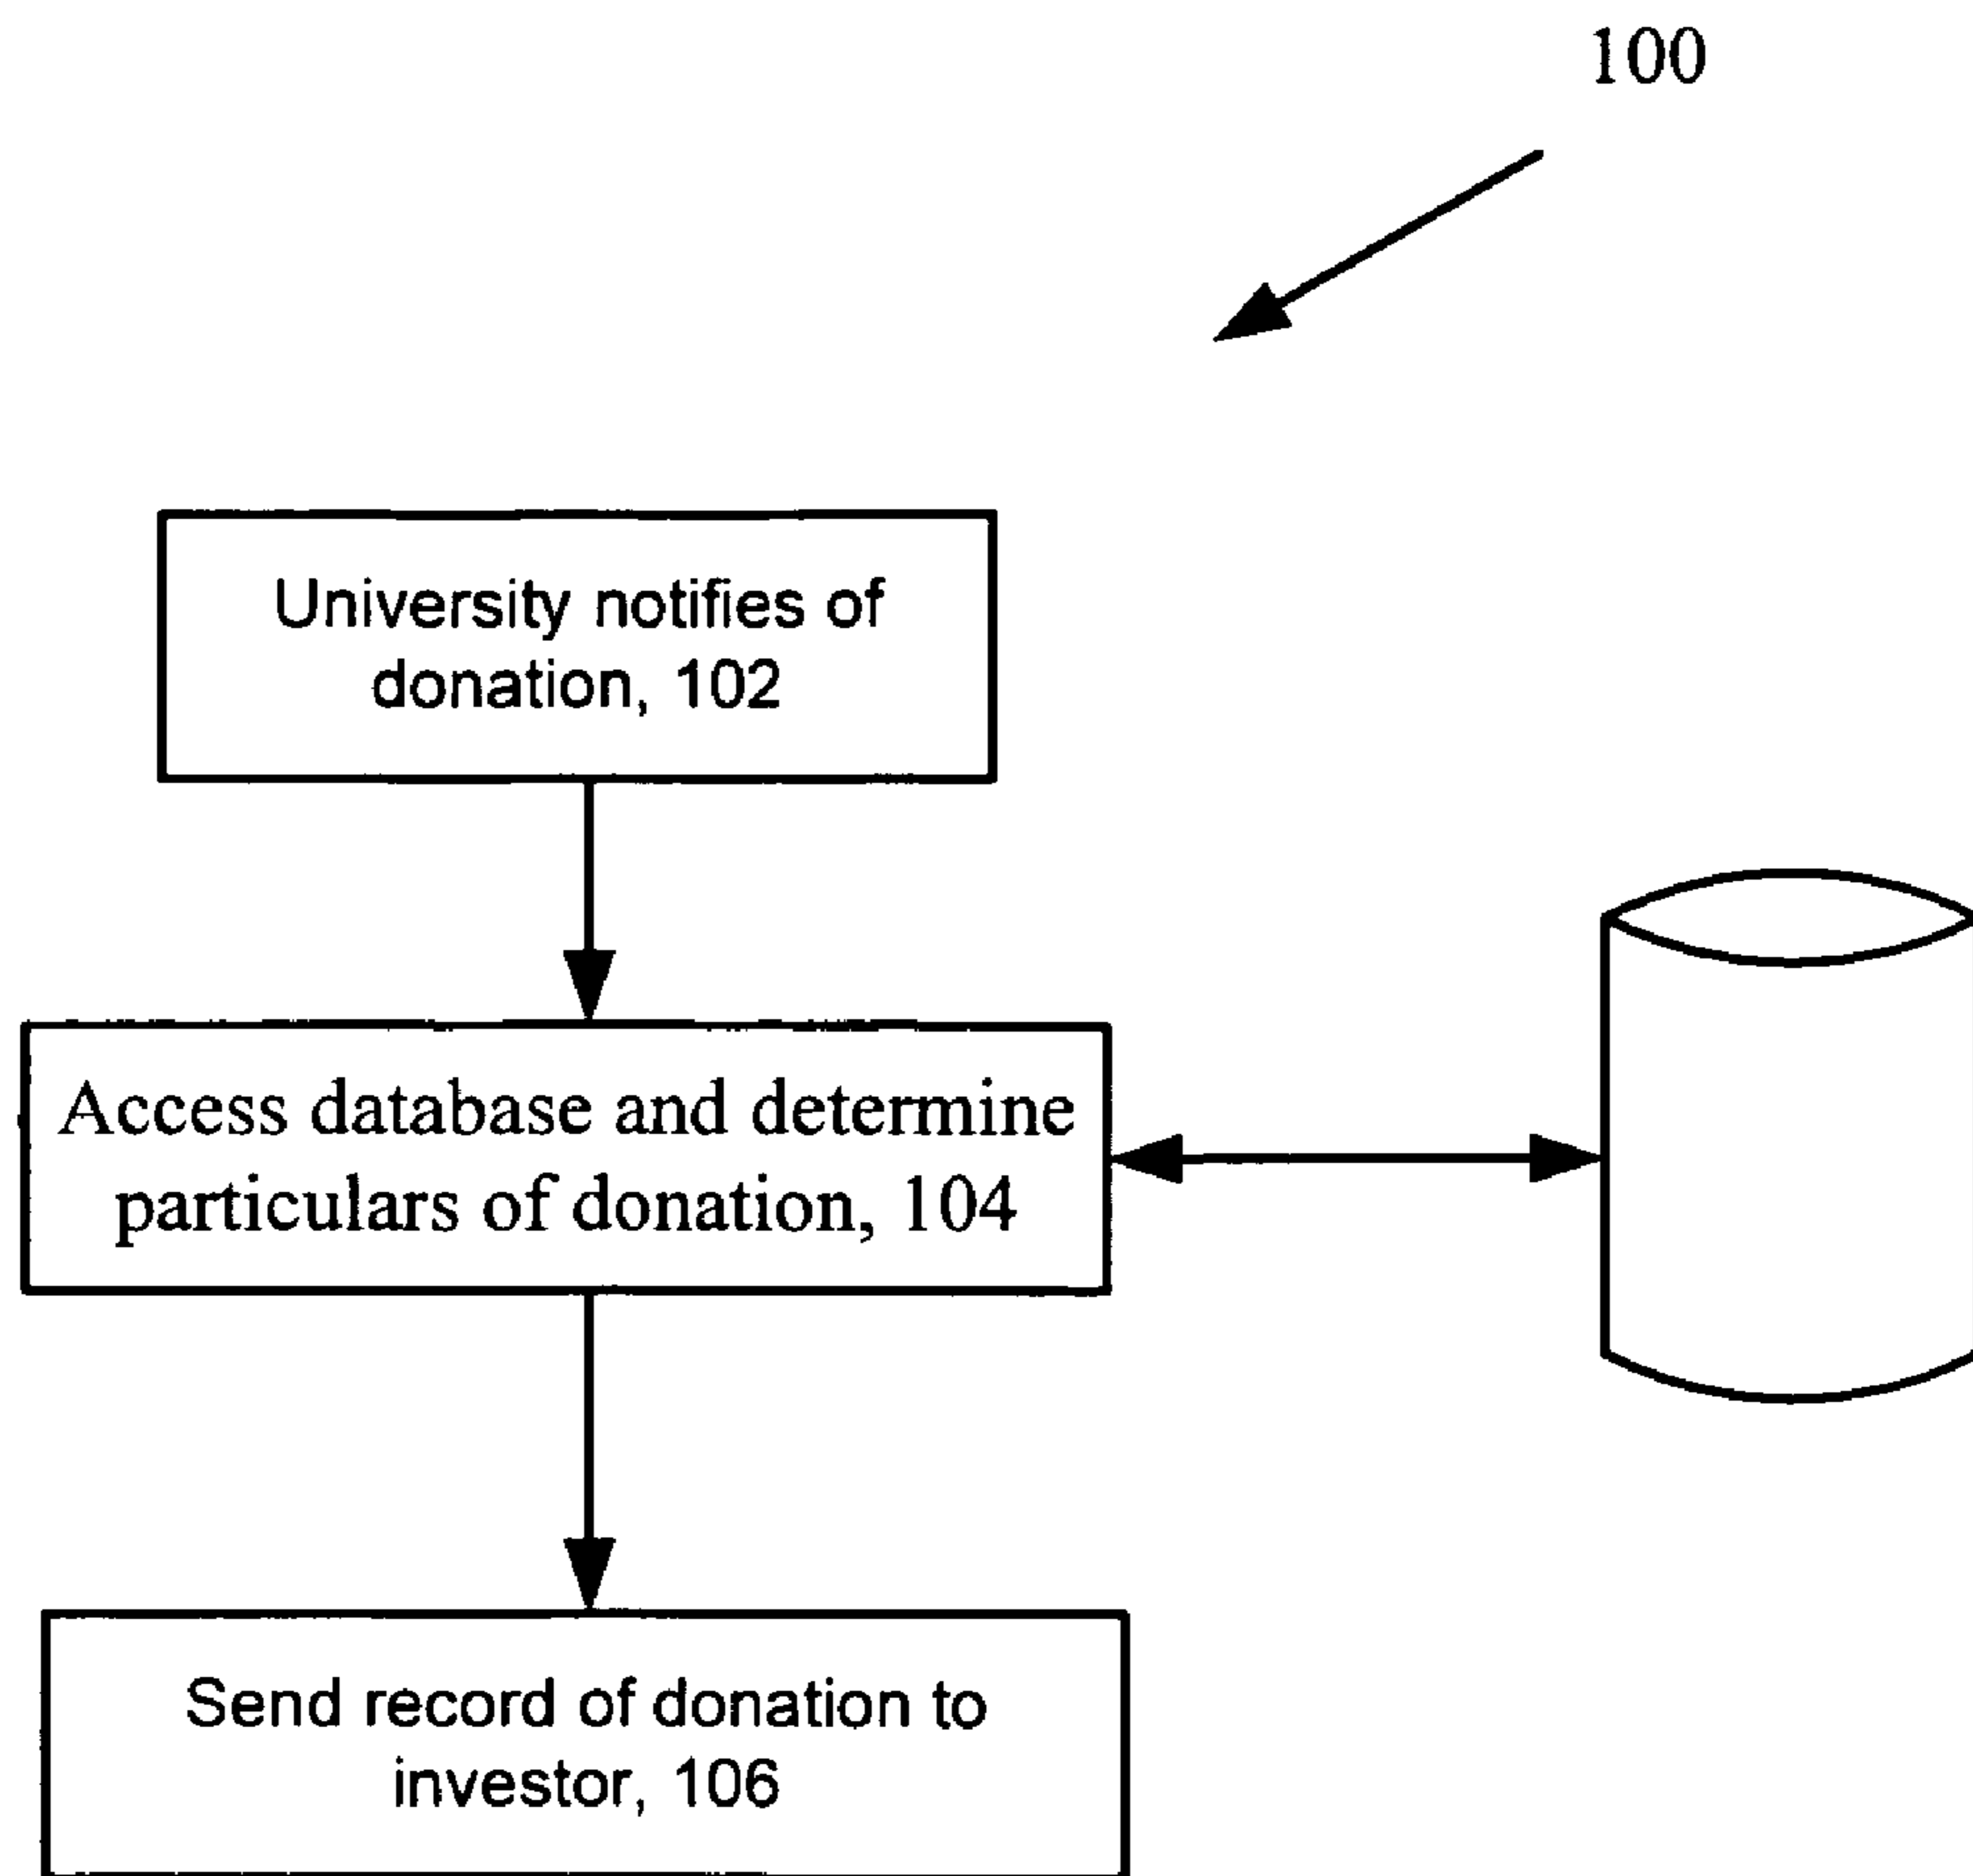 100
University notifies of
donation, 102
Access database and determine
particulars of donation, 104
Send record of donation to
investor, 106